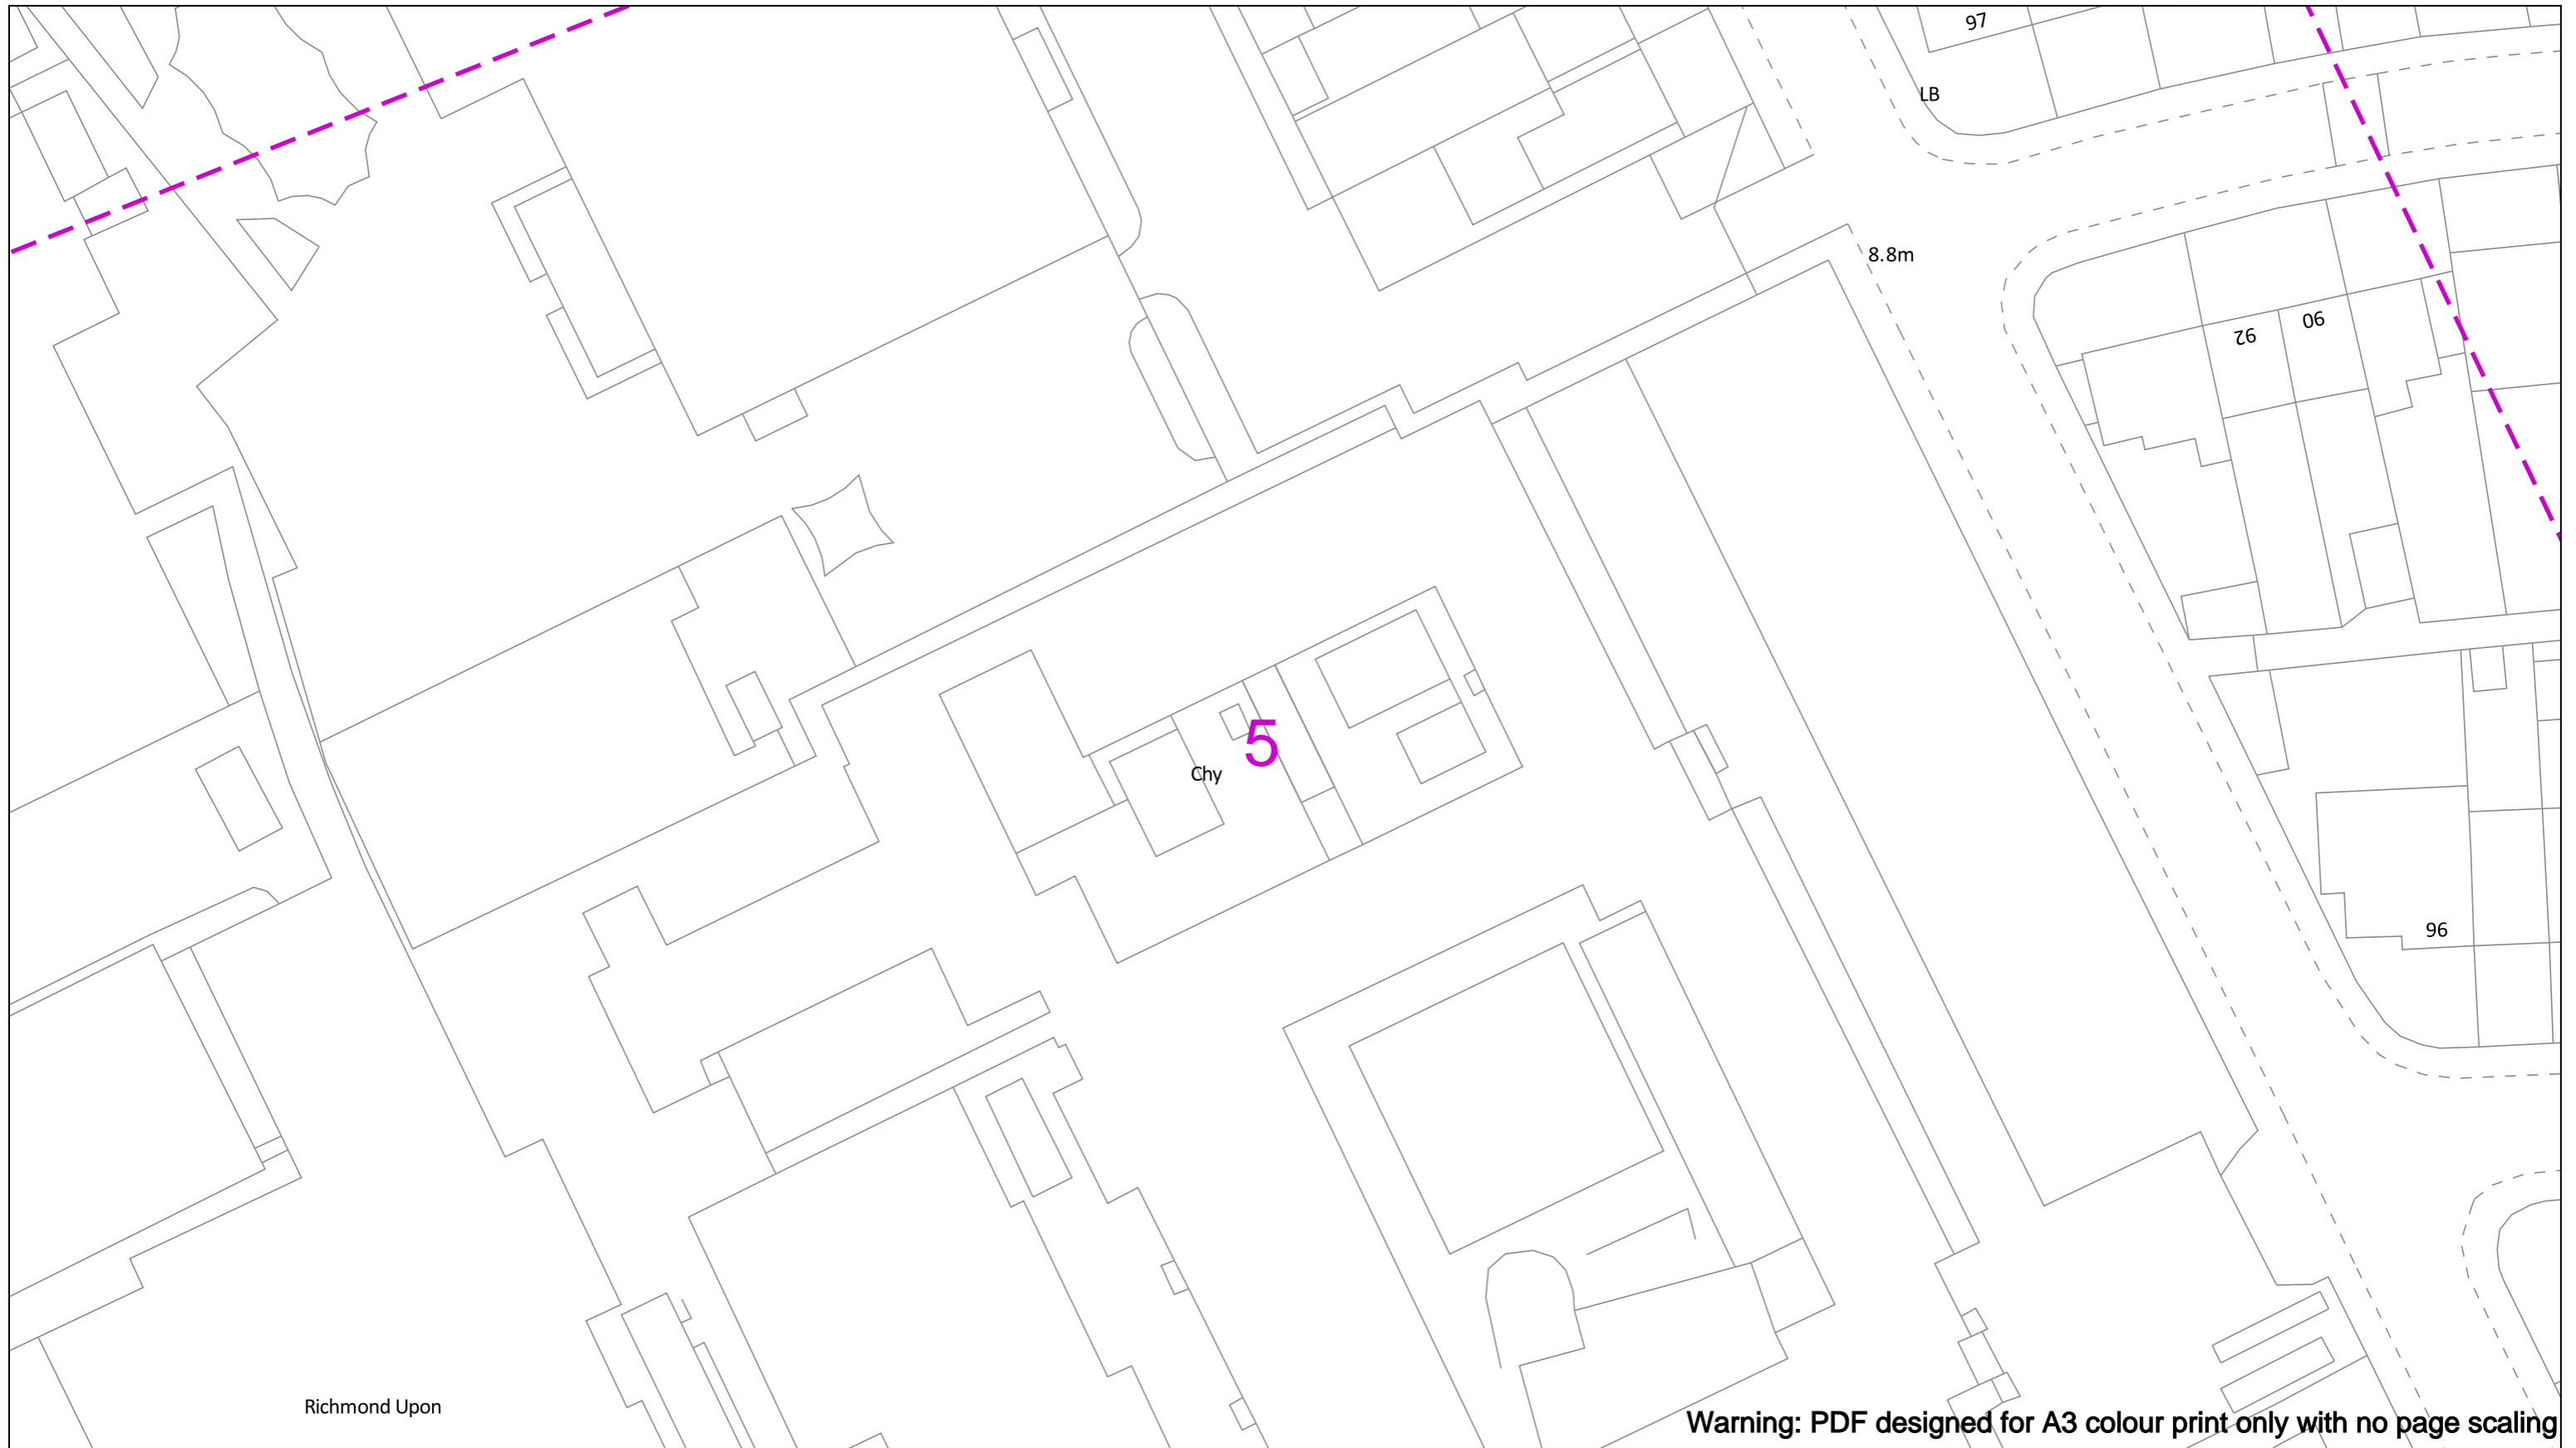 97
LB
8.8m
90
92
5
Chy
96
Richmond Upon
Warning: PDF designed for A3 colour print only with no page scaling